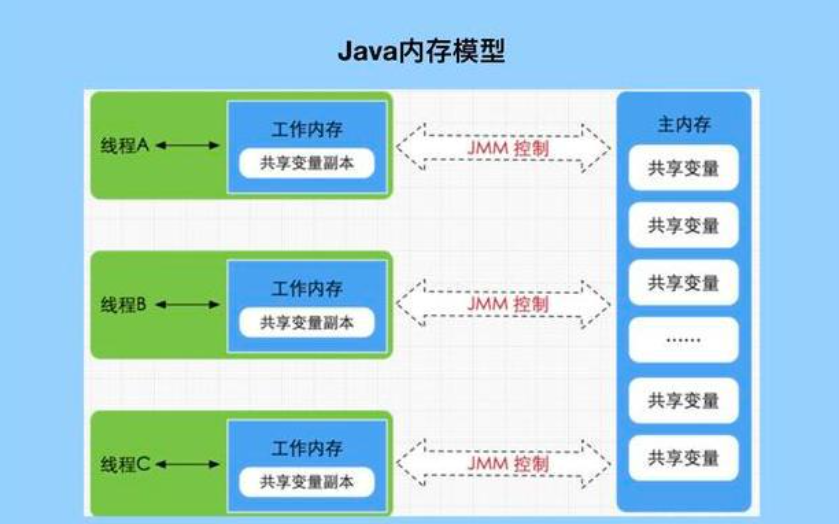 Java内存模型
线程A
工作内存
共享变量副本
JMM 控制
线程B
工作内存
共享变量副本
JMM 控制
线程C
工作内存
共享变量副本
JMM 控制
主内存
共享变量
共享变量
共享变量
······
共享变量
共享变量